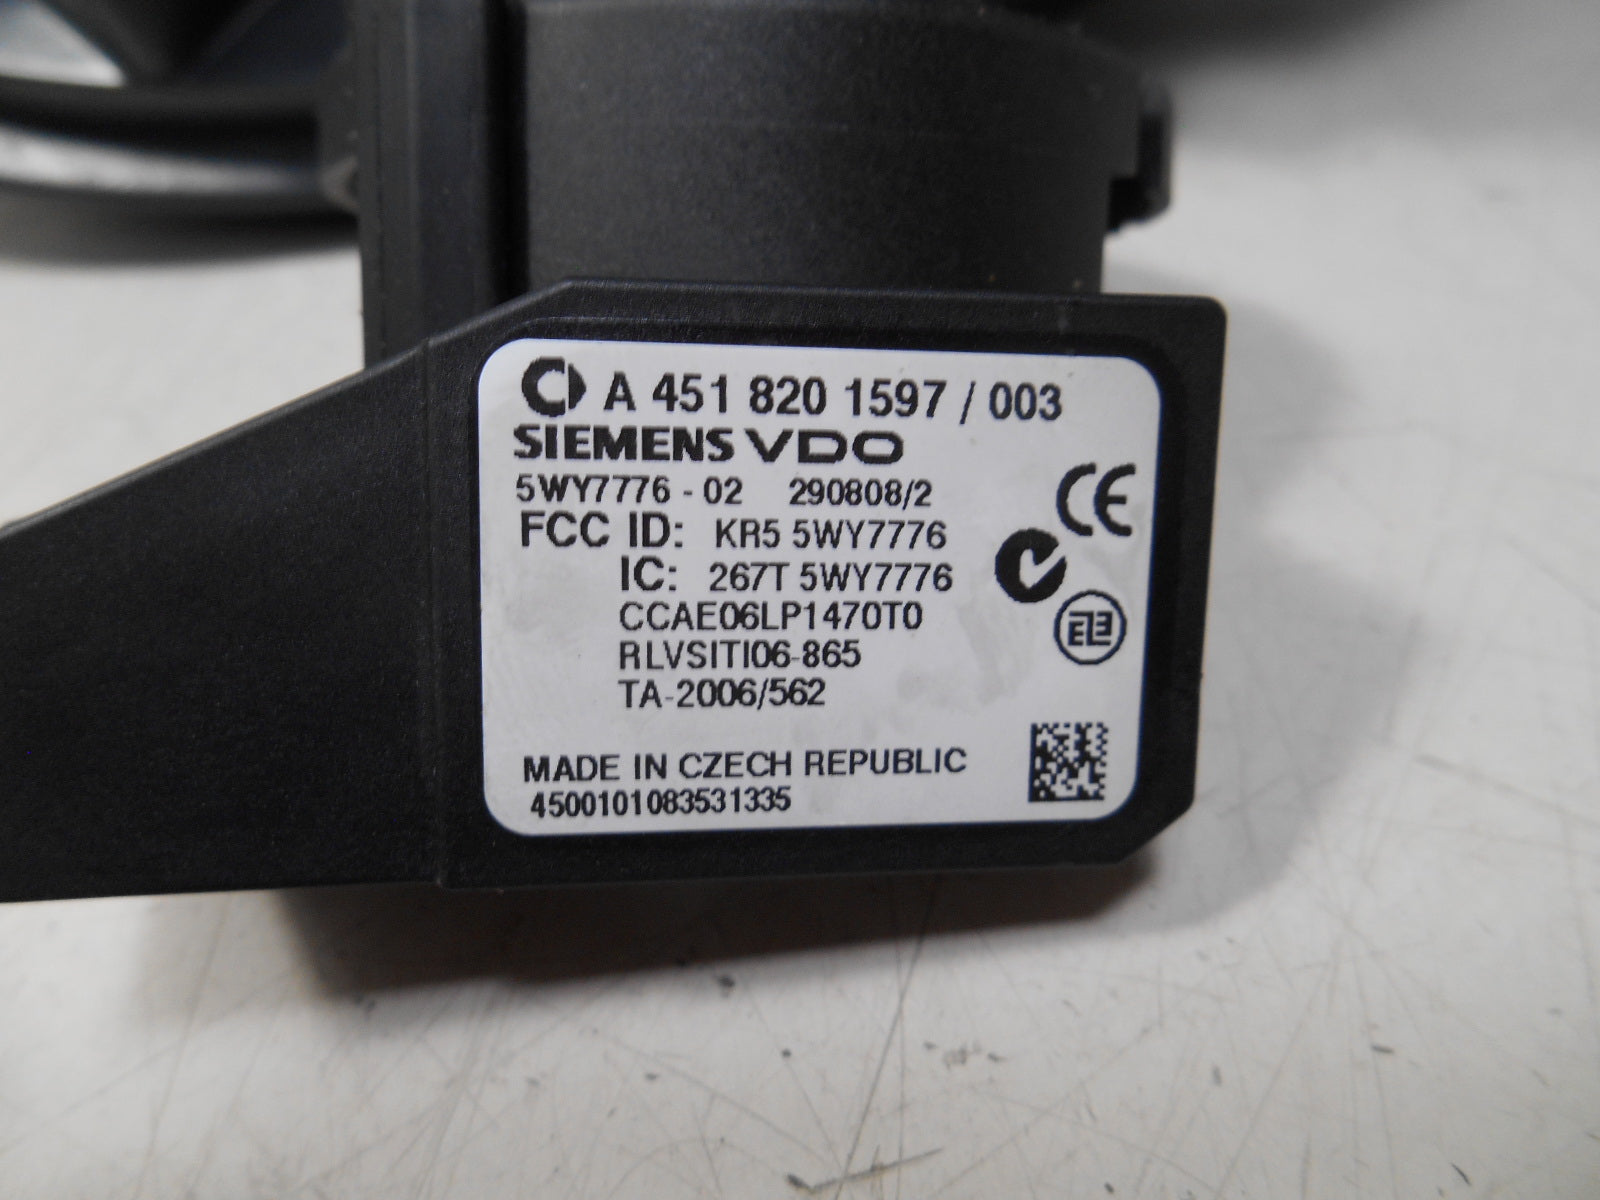 A 451 820 1597 / 003
SIEMENS VDO
5WY7776 - 02 290808/2
FCC ID: KR5 5WY7776
IC: 267T 5WY7776
CCAE06LP1470T0
RLVSITI06-865
TA-2006/562
MADE IN CZECH REPUBLIC
4500101083531335
CE